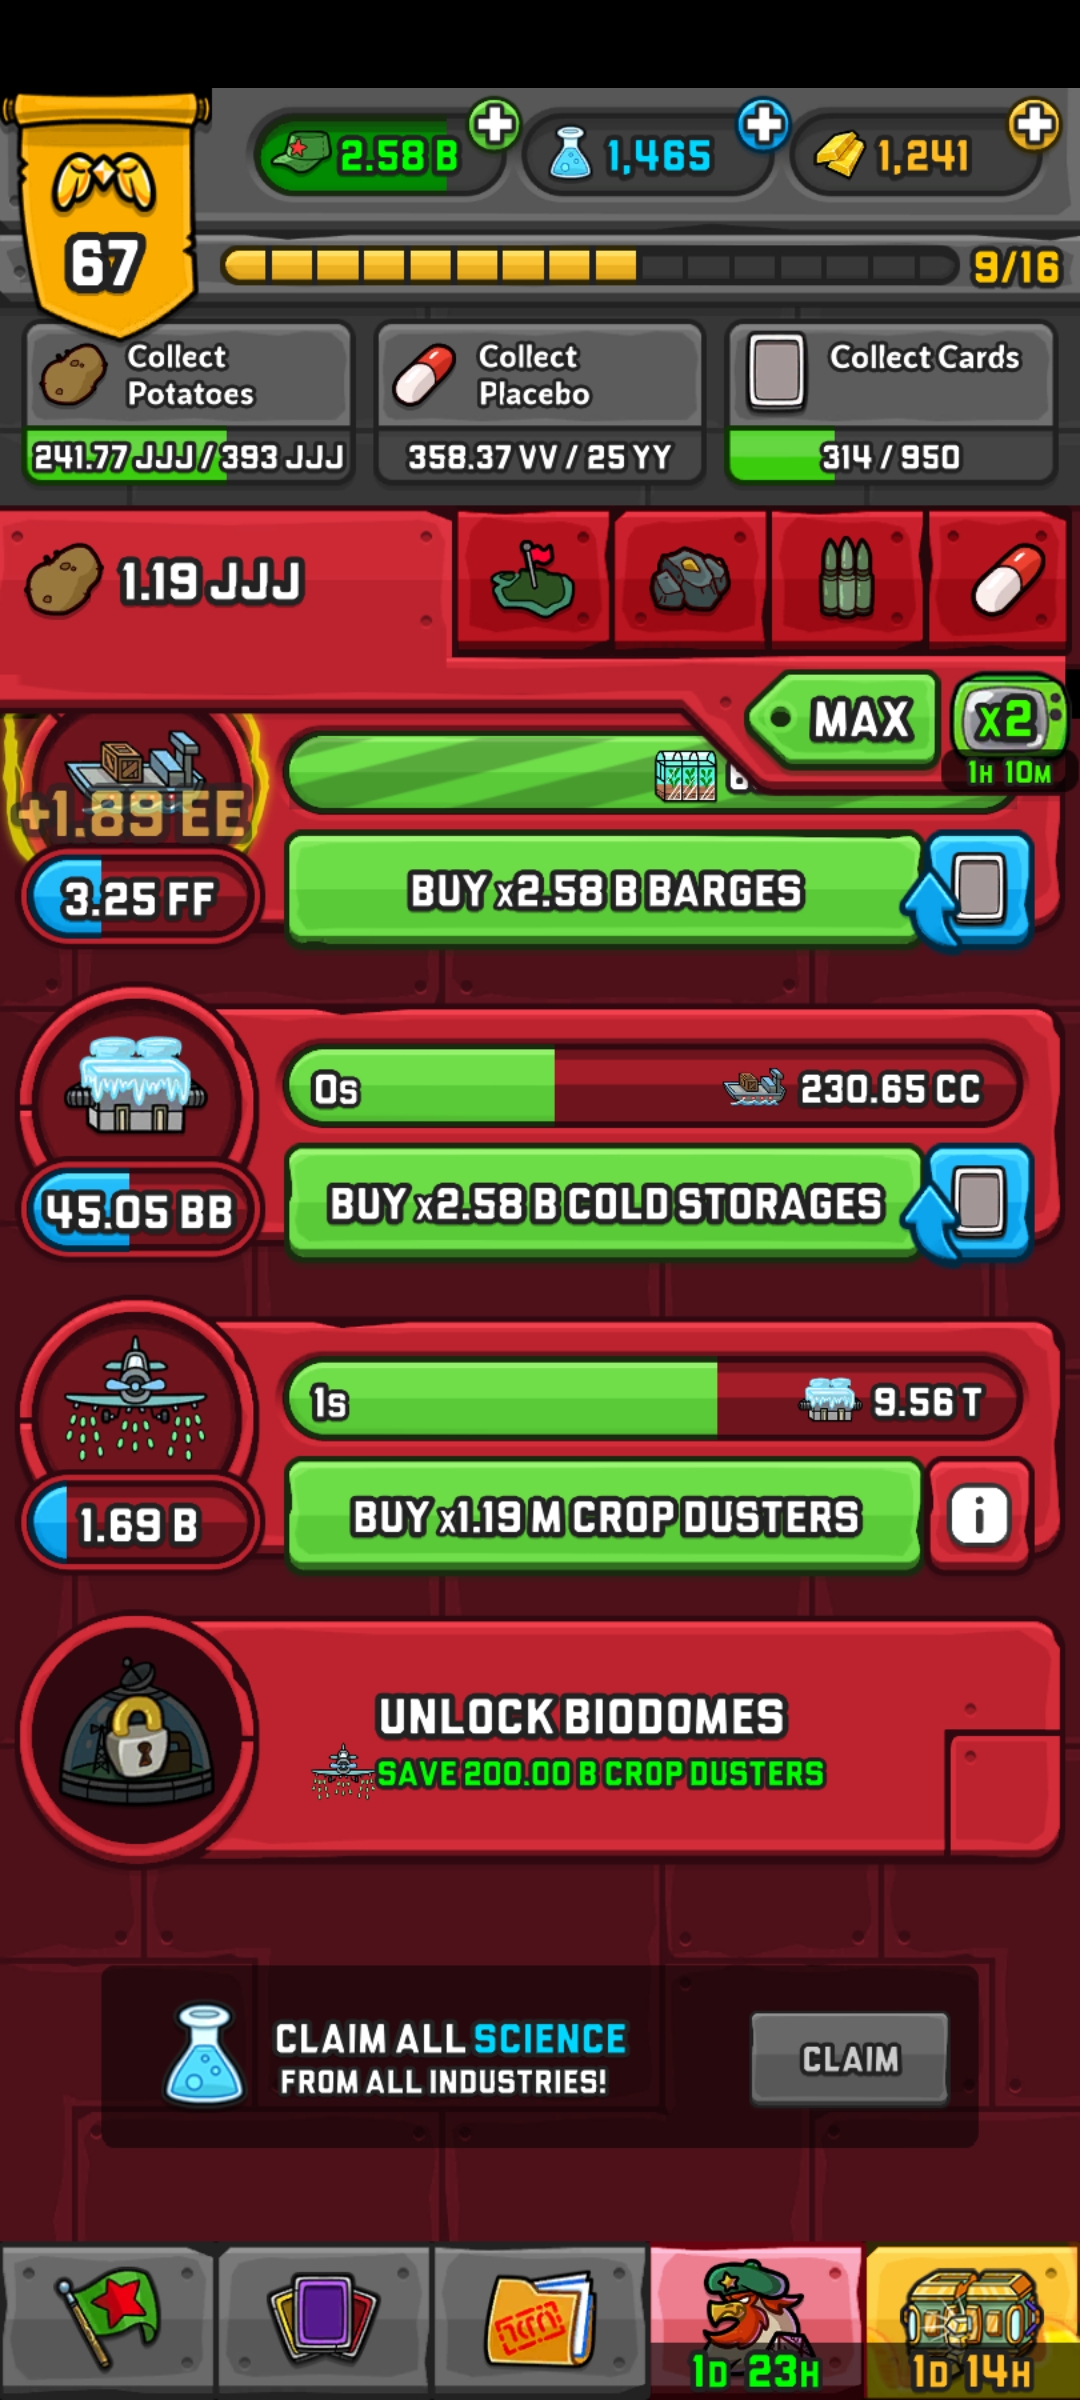 67
2.58 B
1,465
1,241
9/16
Collect
Potatoes
241.77 JJJ / 393 JJJ
Collect
Placebo
358.37 VV / 25 YY
Collect Cards
314 / 950
1.19 JJJ
MAX
x2
1H 10M
+1.89 EE
3.25 FF
BUY x2.58 B BARGES
0s
230.65 CC
45.05 BB
BUY x2.58 B COLD STORAGES
1s
9.56 T
1.69 B
BUY x1.19 M CROP DUSTERS
i
UNLOCK BIODOMES
SAVE 200.00 B CROP DUSTERS
CLAIM ALL SCIENCE
FROM ALL INDUSTRIES!
CLAIM
1D 23H
1D 14H